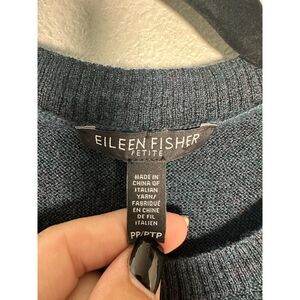 EILEEN FISHER
PETITE
MADE IN
CHINA OF
ITALIAN
YARN/
FABRIQUÉ
EN CHINE
DE FIL
ITALIEN
PP/PTP